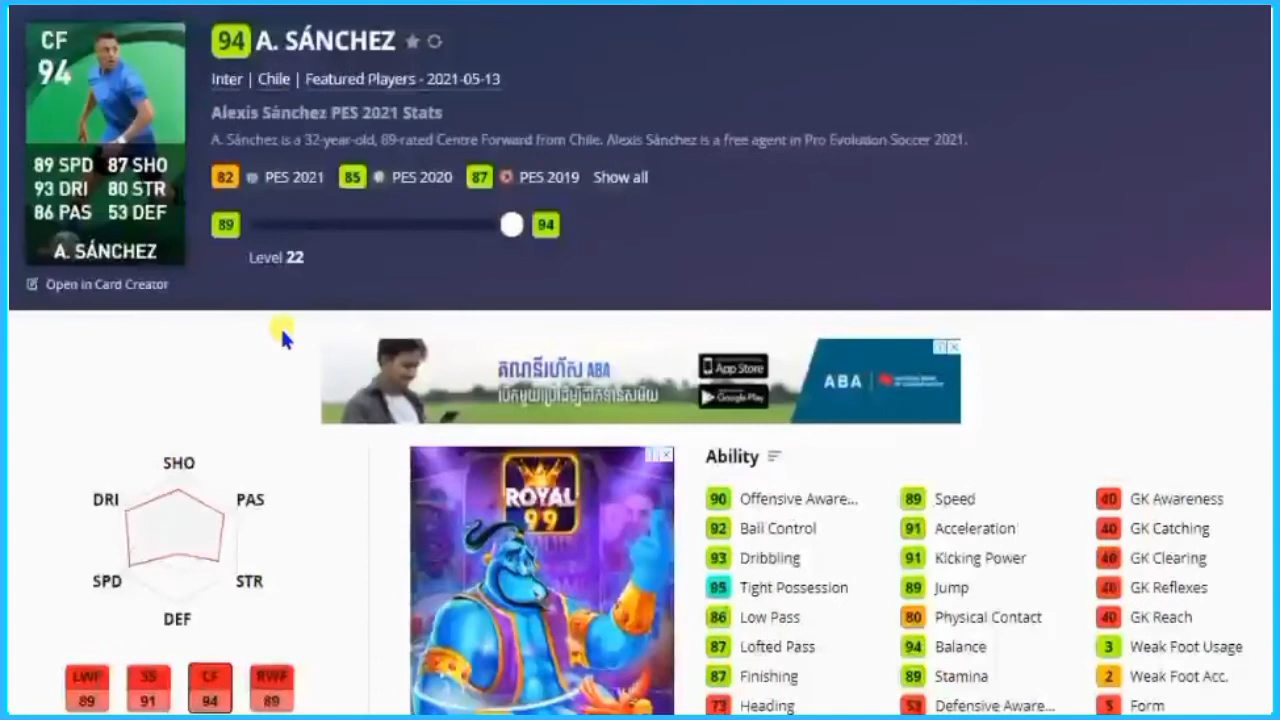 CF
94
89 SPD 87 SHO
93 DRI 80 STR
86 PAS 53 DEF
A. SÁNCHEZ
Open in Card Creator
94 A. SÁNCHEZ
Inter | Chile | Featured Players - 2021-05-13
Alexis Sánchez PES 2021 Stats
A. Sánchez is a 32-year-old, 89-rated Centre Forward from Chile. Alexis Sánchez is a free agent in Pro Evolution Soccer 2021.
82 PES 2021 85 PES 2020 87 PES 2019 Show all
89 94
Level 22
គណនីរហ័ស ABA
App Store
Google Play
ABA
SHO
DRI PAS
SPD STR
DEF
LWF SS CF RWF
89 91 94 89
ROYAL
99
Ability
90 Offensive Aware... 89 Speed 40 GK Awareness
92 Ball Control 91 Acceleration 40 GK Catching
93 Dribbling 91 Kicking Power 40 GK Clearing
95 Tight Possession 89 Jump 40 GK Reflexes
86 Low Pass 80 Physical Contact 40 GK Reach
87 Lofted Pass 94 Balance 3 Weak Foot Usage
87 Finishing 89 Stamina 2 Weak Foot Acc.
73 Heading 53 Defensive Aware... 5 Form